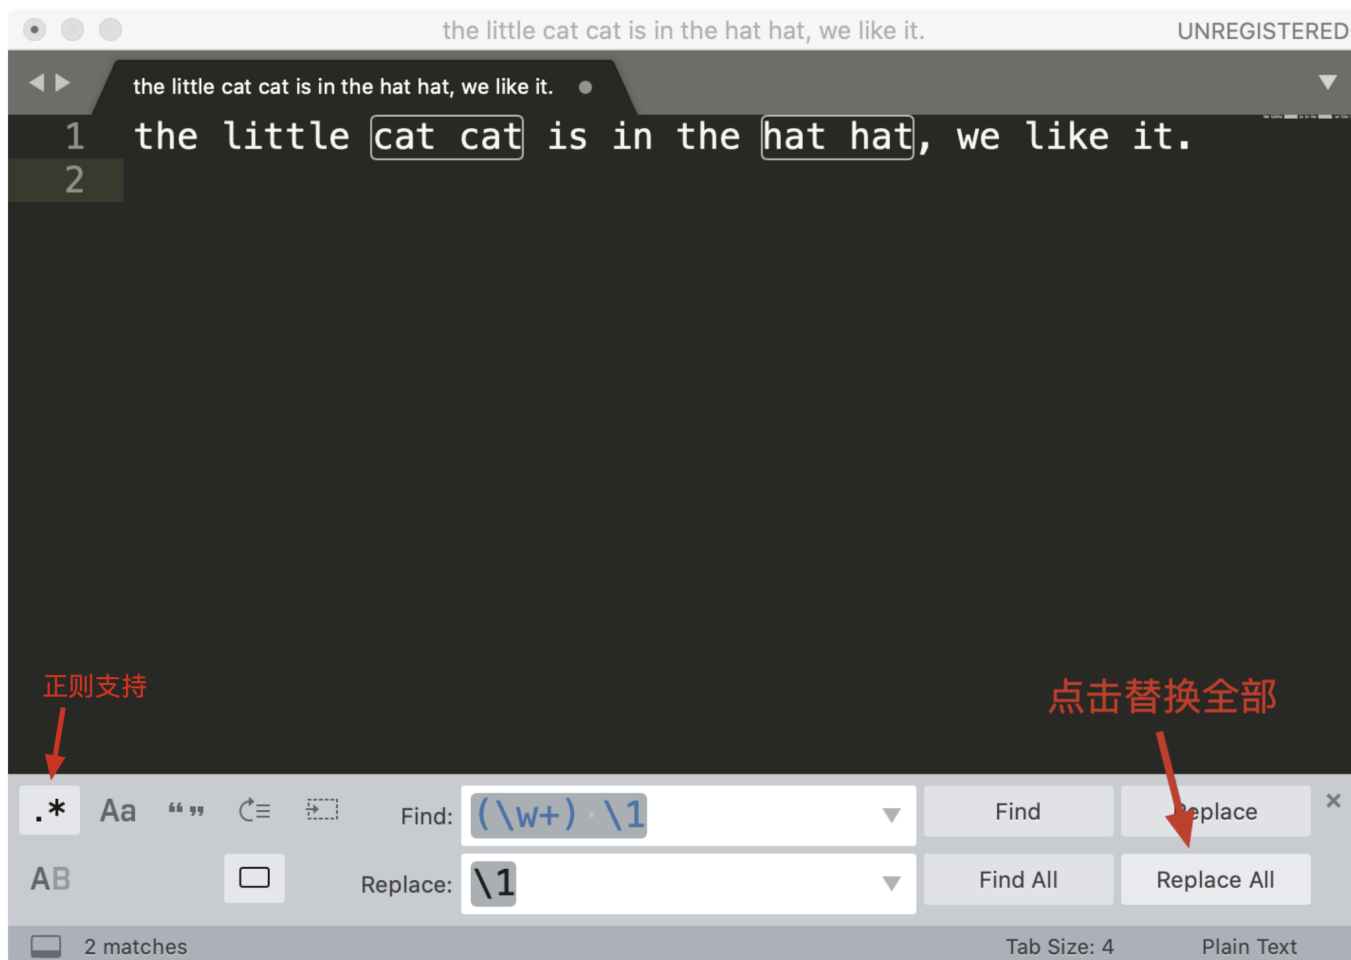 the little cat cat is in the hat hat, we like it.
UNREGISTERED
the little cat cat is in the hat hat, we like it.
1 the little cat cat is in the hat hat, we like it.
2
正则支持
点击替换全部
.* Aa “” Find: (\w+) \1 Find Replace
AB Replace: \1 Find All Replace All
2 matches Tab Size: 4 Plain Text